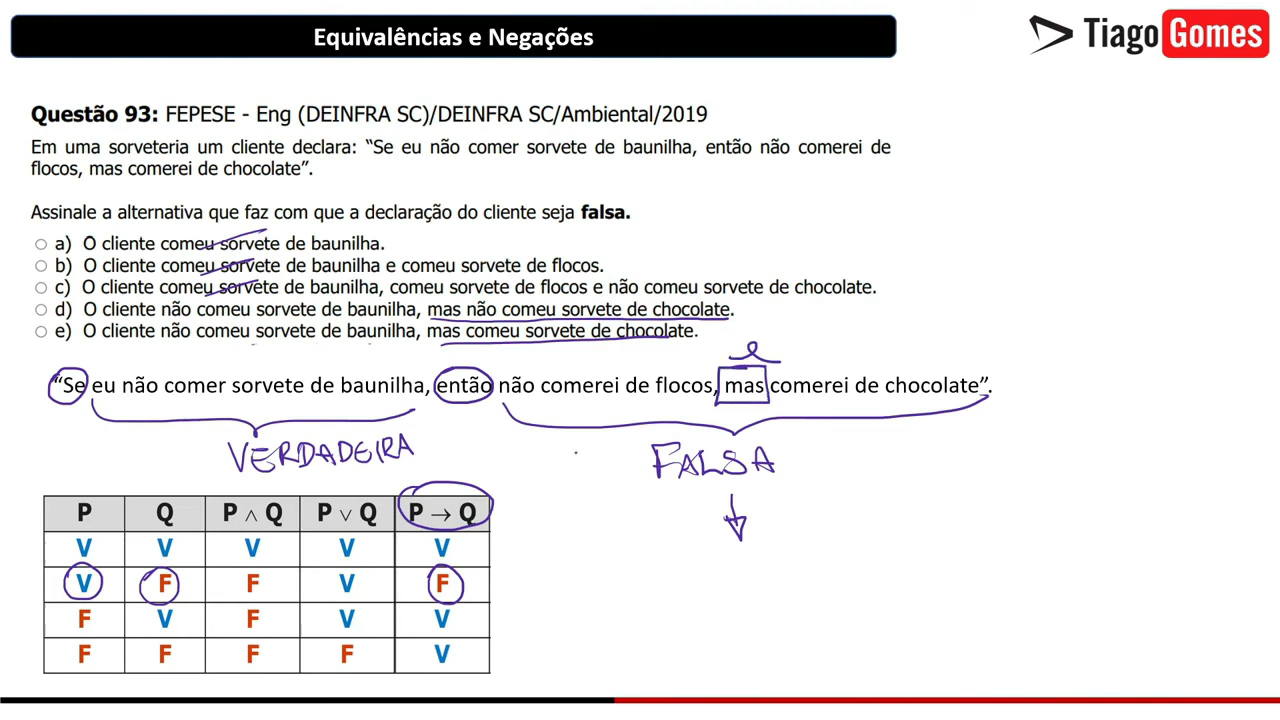 Equivalências e Negações
Tiago Gomes
Questão 93: FEPESE - Eng (DEINFRA SC)/DEINFRA SC/Ambiental/2019
Em uma sorveteria um cliente declara: “Se eu não comer sorvete de baunilha, então não comerei de
flocos, mas comerei de chocolate”.
Assinale a alternativa que faz com que a declaração do cliente seja falsa.
a) O cliente comeu sorvete de baunilha.
b) O cliente comeu sorvete de baunilha e comeu sorvete de flocos.
c) O cliente comeu sorvete de baunilha, comeu sorvete de flocos e não comeu sorvete de chocolate.
d) O cliente não comeu sorvete de baunilha, mas não comeu sorvete de chocolate.
e) O cliente não comeu sorvete de baunilha, mas comeu sorvete de chocolate.
e
“Se eu não comer sorvete de baunilha, então não comerei de flocos, mas comerei de chocolate”.
VERDADEIRA FALSA
P Q P ∧ Q P ∨ Q P → Q
V V V V V
V F F V F
F V F V V
F F F F V